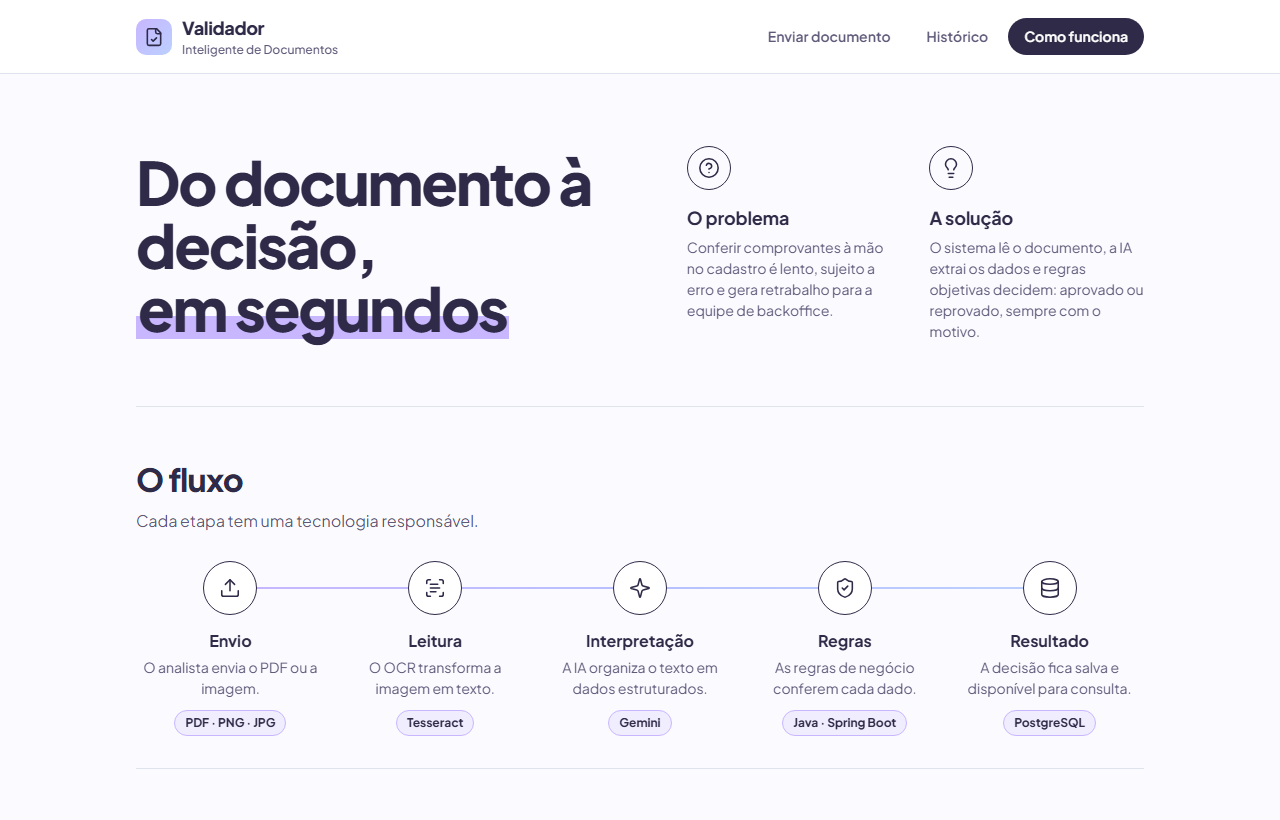 Validador
Inteligente de Documentos
Enviar documento
Histórico
Como funciona
Do documento à
decisão,
em segundos
O problema
Conferir comprovantes à mão
no cadastro é lento, sujeito a
erro e gera retrabalho para a
equipe de backoffice.
A solução
O sistema lê o documento, a IA
extrai os dados e regras
objetivas decidem: aprovado ou
reprovado, sempre com o
motivo.
O fluxo
Cada etapa tem uma tecnologia responsável.
Envio
O analista envia o PDF ou a
imagem.
PDF · PNG · JPG
Leitura
O OCR transforma a
imagem em texto.
Tesseract
Interpretação
A IA organiza o texto em
dados estruturados.
Gemini
Regras
As regras de negócio
conferem cada dado.
Java · Spring Boot
Resultado
A decisão fica salva e
disponível para consulta.
PostgreSQL